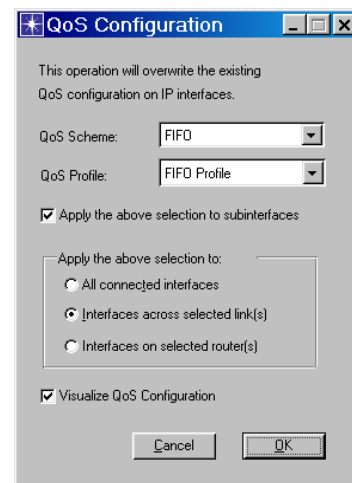 QoS Configuration
This operation will overwrite the existing
QoS configuration on IP interfaces.
QoS Scheme: FIFO
QoS Profile: FIFO Profile
Apply the above selection to subinterfaces
Apply the above selection to:
All connected interfaces
Interfaces across selected link(s)
Interfaces on selected router(s)
Visualize QoS Configuration
Cancel OK